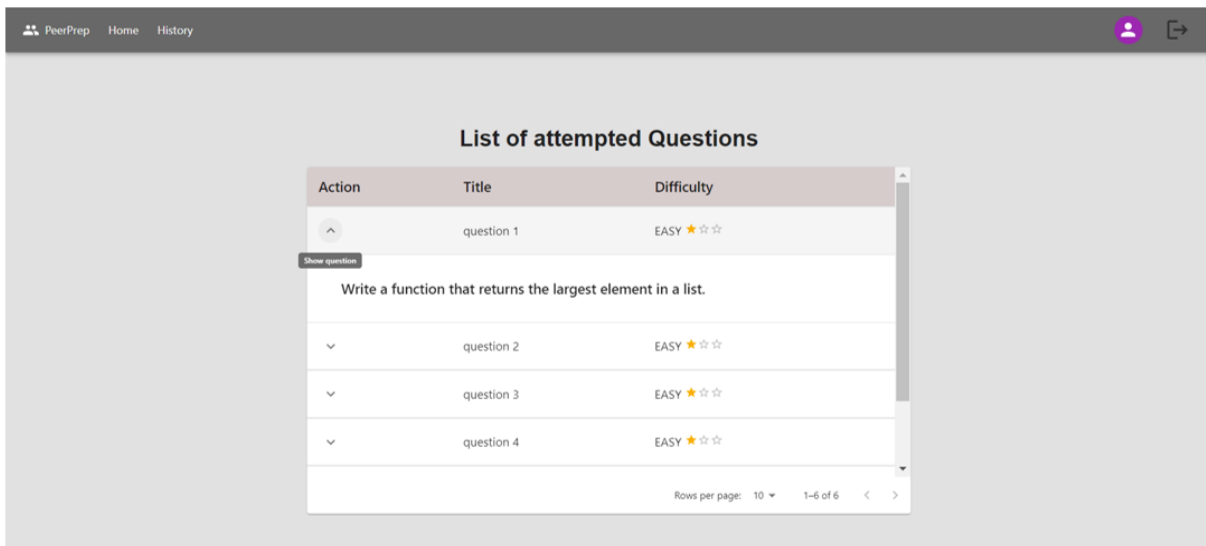 PeerPrep Home History
List of attempted Questions
Action Title Difficulty
question 1 EASY
Show question
Write a function that returns the largest element in a list.
question 2 EASY
question 3 EASY
question 4 EASY
Rows per page: 10 1–6 of 6